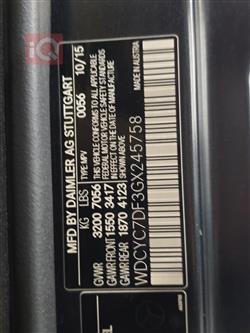 MFD BY DAIMLER AG STUTTGART
0056 10/15
KG LBS
GVWR 3200 7056
GAWR FRONT 1550 3417
GAWR REAR 1870 4123
TYPE: MPV
THIS VEHICLE CONFORMS TO ALL APPLICABLE
FEDERAL MOTOR VEHICLE SAFETY STANDARDS
IN EFFECT ON THE DATE OF MANUFACTURE
SHOWN ABOVE. MADE IN AUSTRIA
WDCYC7DF3GX245758
iQ
EL